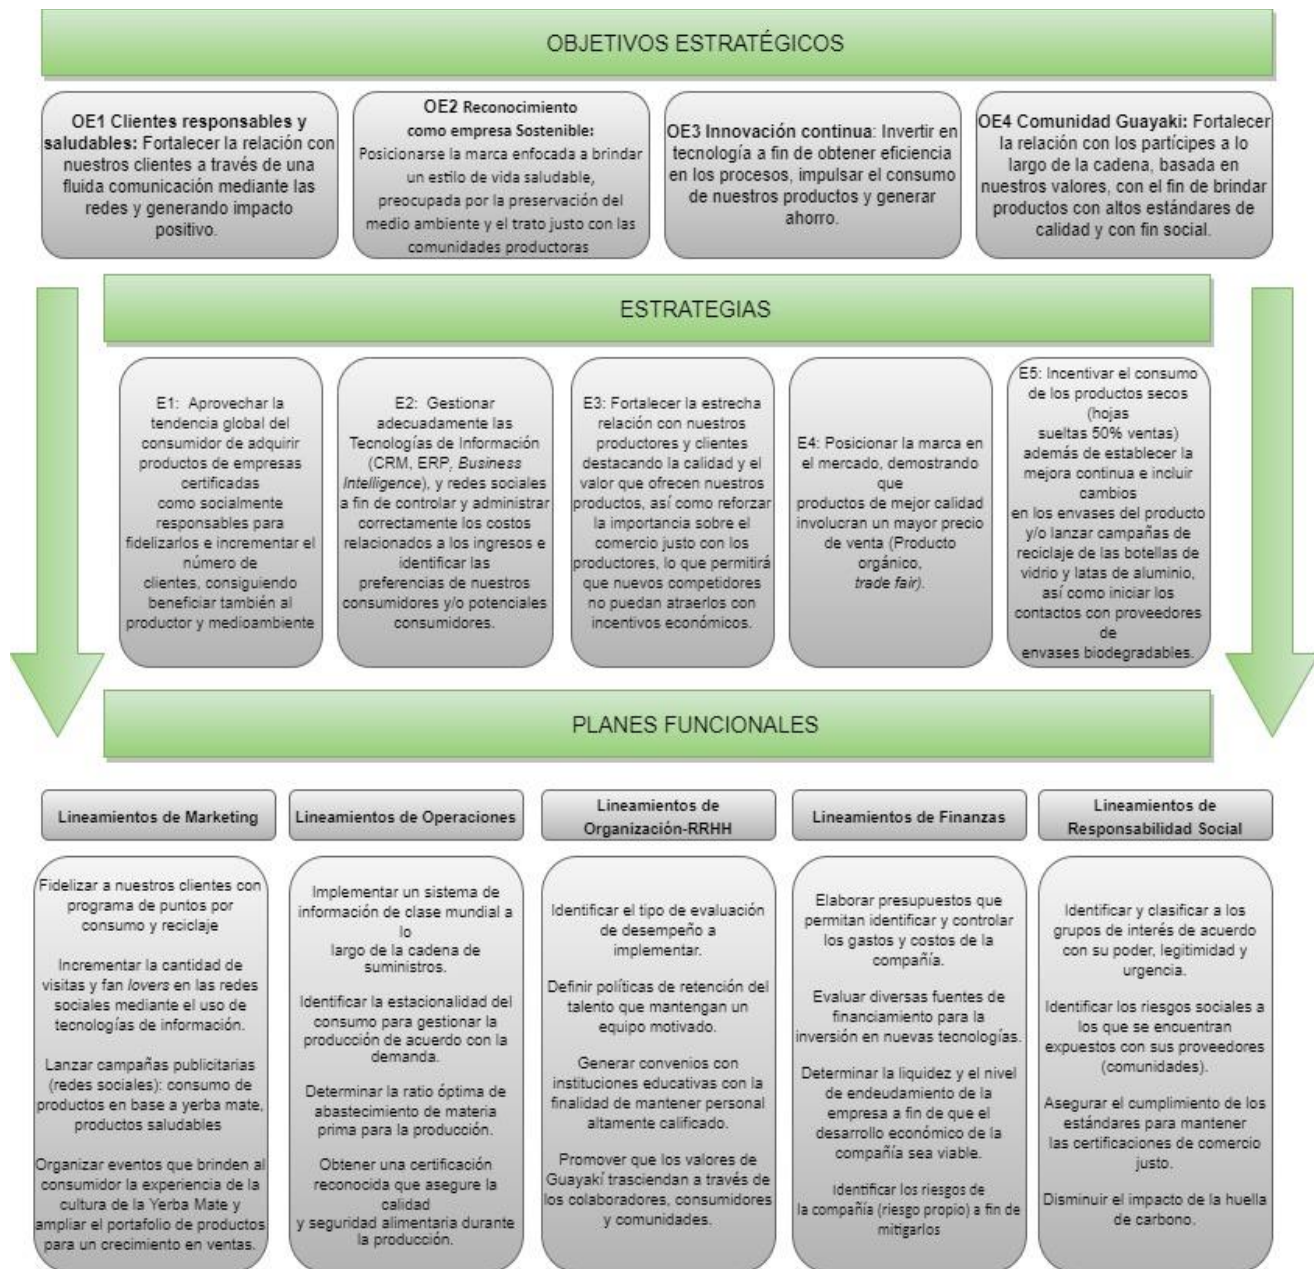 OBJETIVOS ESTRATÉGICOS
OE1 Clientes responsables y
saludables: Fortalecer la relación con
nuestros clientes a través de una
fluida comunicación mediante las
redes y generando impacto
positivo.
OE2 Reconocimiento
como empresa Sostenible:
Posicionarse la marca enfocada a brindar
un estilo de vida saludable,
preocupada por la preservación del
medio ambiente y el trato justo con las
comunidades productoras
OE3 Innovación continua: Invertir en
tecnología a fin de obtener eficiencia
en los procesos, impulsar el consumo
de nuestros productos y generar
ahorro.
OE4 Comunidad Guayaki: Fortalecer
la relación con los partícipes a lo
largo de la cadena, basada en
nuestros valores, con el fin de brindar
productos con altos estándares de
calidad y con fin social.
ESTRATEGIAS
E1: Aprovechar la
tendencia global del
consumidor de adquirir
productos de empresas
certificadas
como socialmente
responsables para
fidelizarlos e incrementar el
número de
clientes, consiguiendo
beneficiar también al
productor y medioambiente
E2: Gestionar
adecuadamente las
Tecnologías de Información
(CRM, ERP, Business
Intelligence), y redes sociales
a fin de controlar y administrar
correctamente los costos
relacionados a los ingresos e
identificar las
preferencias de nuestros
consumidores y/o potenciales
consumidores.
E3: Fortalecer la estrecha
relación con nuestros
productores y clientes
destacando la calidad y el
valor que ofrecen nuestros
productos, así como reforzar
la importancia sobre el
comercio justo con los
productores, lo que permitirá
que nuevos competidores
no puedan atraerlos con
incentivos económicos.
E4: Posicionar la marca en
el mercado, demostrando
que
productos de mejor calidad
involucran un mayor precio
de venta (Producto
orgánico,
trade fair).
E5: Incentivar el consumo
de los productos secos
(hojas
sueltas 50% ventas)
además de establecer la
mejora continua e incluir
cambios
en los envases del producto
y/o lanzar campañas de
reciclaje de las botellas de
vidrio y latas de aluminio,
así como iniciar los
contactos con proveedores
de
envases biodegradables.
PLANES FUNCIONALES
Lineamientos de Marketing
Fidelizar a nuestros clientes con
programa de puntos por
consumo y reciclaje
Incrementar la cantidad de
visitas y fan lovers en las redes
sociales mediante el uso de
tecnologías de información.
Lanzar campañas publicitarias
(redes sociales): consumo de
productos en base a yerba mate,
productos saludables
Organizar eventos que brinden al
consumidor la experiencia de la
cultura de la Yerba Mate y
ampliar el portafolio de productos
para un crecimiento en ventas.
Lineamientos de Operaciones
Implementar un sistema de
información de clase mundial a
lo
largo de la cadena de
suministros.
Identificar la estacionalidad del
consumo para gestionar la
producción de acuerdo con la
demanda.
Determinar la ratio óptima de
abastecimiento de materia
prima para la producción.
Obtener una certificación
reconocida que asegure la
calidad
y seguridad alimentaria durante
la producción.
Lineamientos de
Organización-RRHH
Identificar el tipo de evaluación
de desempeño a
implementar.
Definir políticas de retención del
talento que mantengan un
equipo motivado.
Generar convenios con
instituciones educativas con la
finalidad de mantener personal
altamente calificado.
Promover que los valores de
Guayakí trasciendan a través de
los colaboradores, consumidores
y comunidades.
Lineamientos de Finanzas
Elaborar presupuestos que
permitan identificar y controlar
los gastos y costos de la
compañía.
Evaluar diversas fuentes de
financiamiento para la
inversión en nuevas tecnologías.
Determinar la liquidez y el nivel
de endeudamiento de la
empresa a fin de que el
desarrollo económico de la
compañía sea viable.
Identificar los riesgos de
la compañía (riesgo propio) a fin de
mitigarlos
Lineamientos de
Responsabilidad Social
Identificar y clasificar a los
grupos de interés de acuerdo
con su poder, legitimidad y
urgencia.
Identificar los riesgos sociales a
los que se encuentran
expuestos con sus proveedores
(comunidades).
Asegurar el cumplimiento de los
estándares para mantener
las certificaciones de comercio
justo.
Disminuir el impacto de la huella
de carbono.